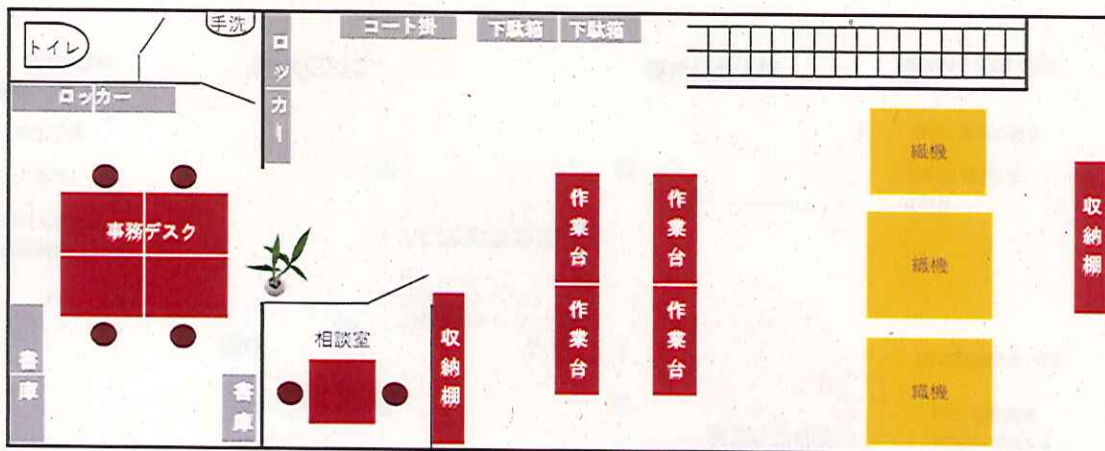 トイレ
手洗
ロッカー
コート掛
下駄箱
下駄箱
ロッカー
事務デスク
書庫
書庫
相談室
収納棚
作業台
作業台
作業台
作業台
織機
織機
織機
収納棚